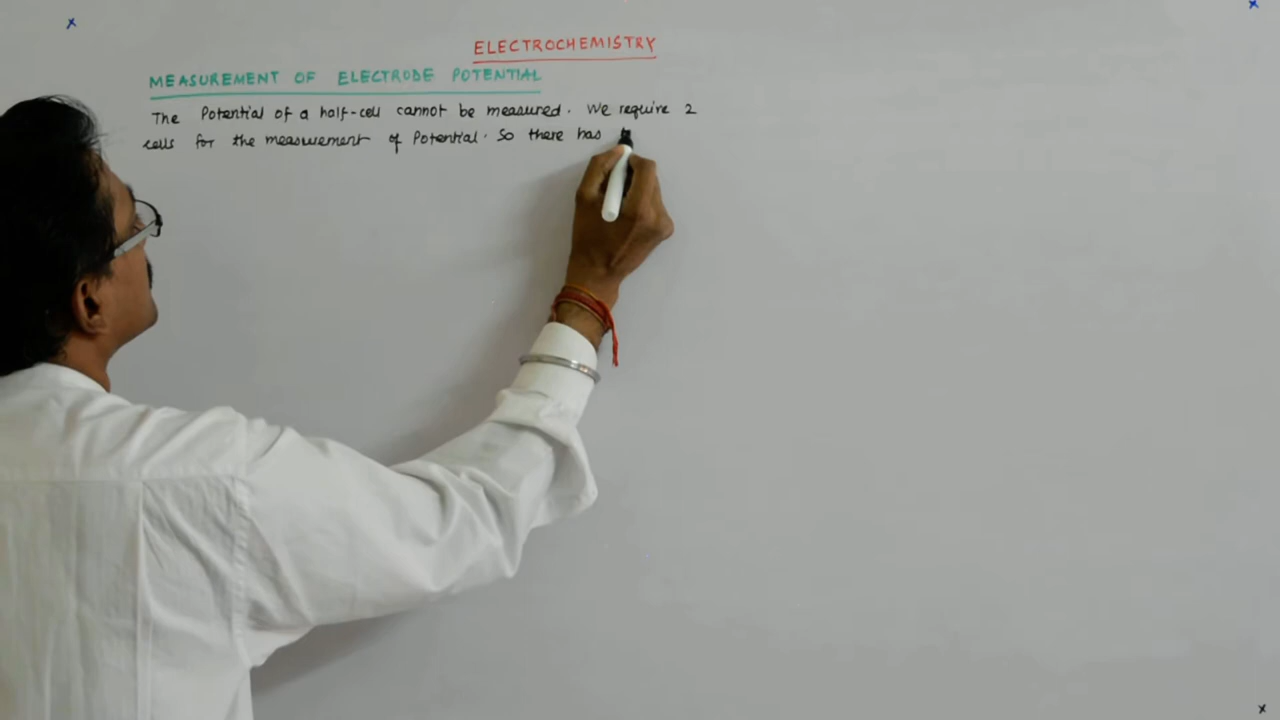 ELECTROCHEMISTRY
MEASUREMENT OF ELECTRODE POTENTIAL
The Potential of a half-cell cannot be measured. We require 2
cells for the measurement of Potential. So there has